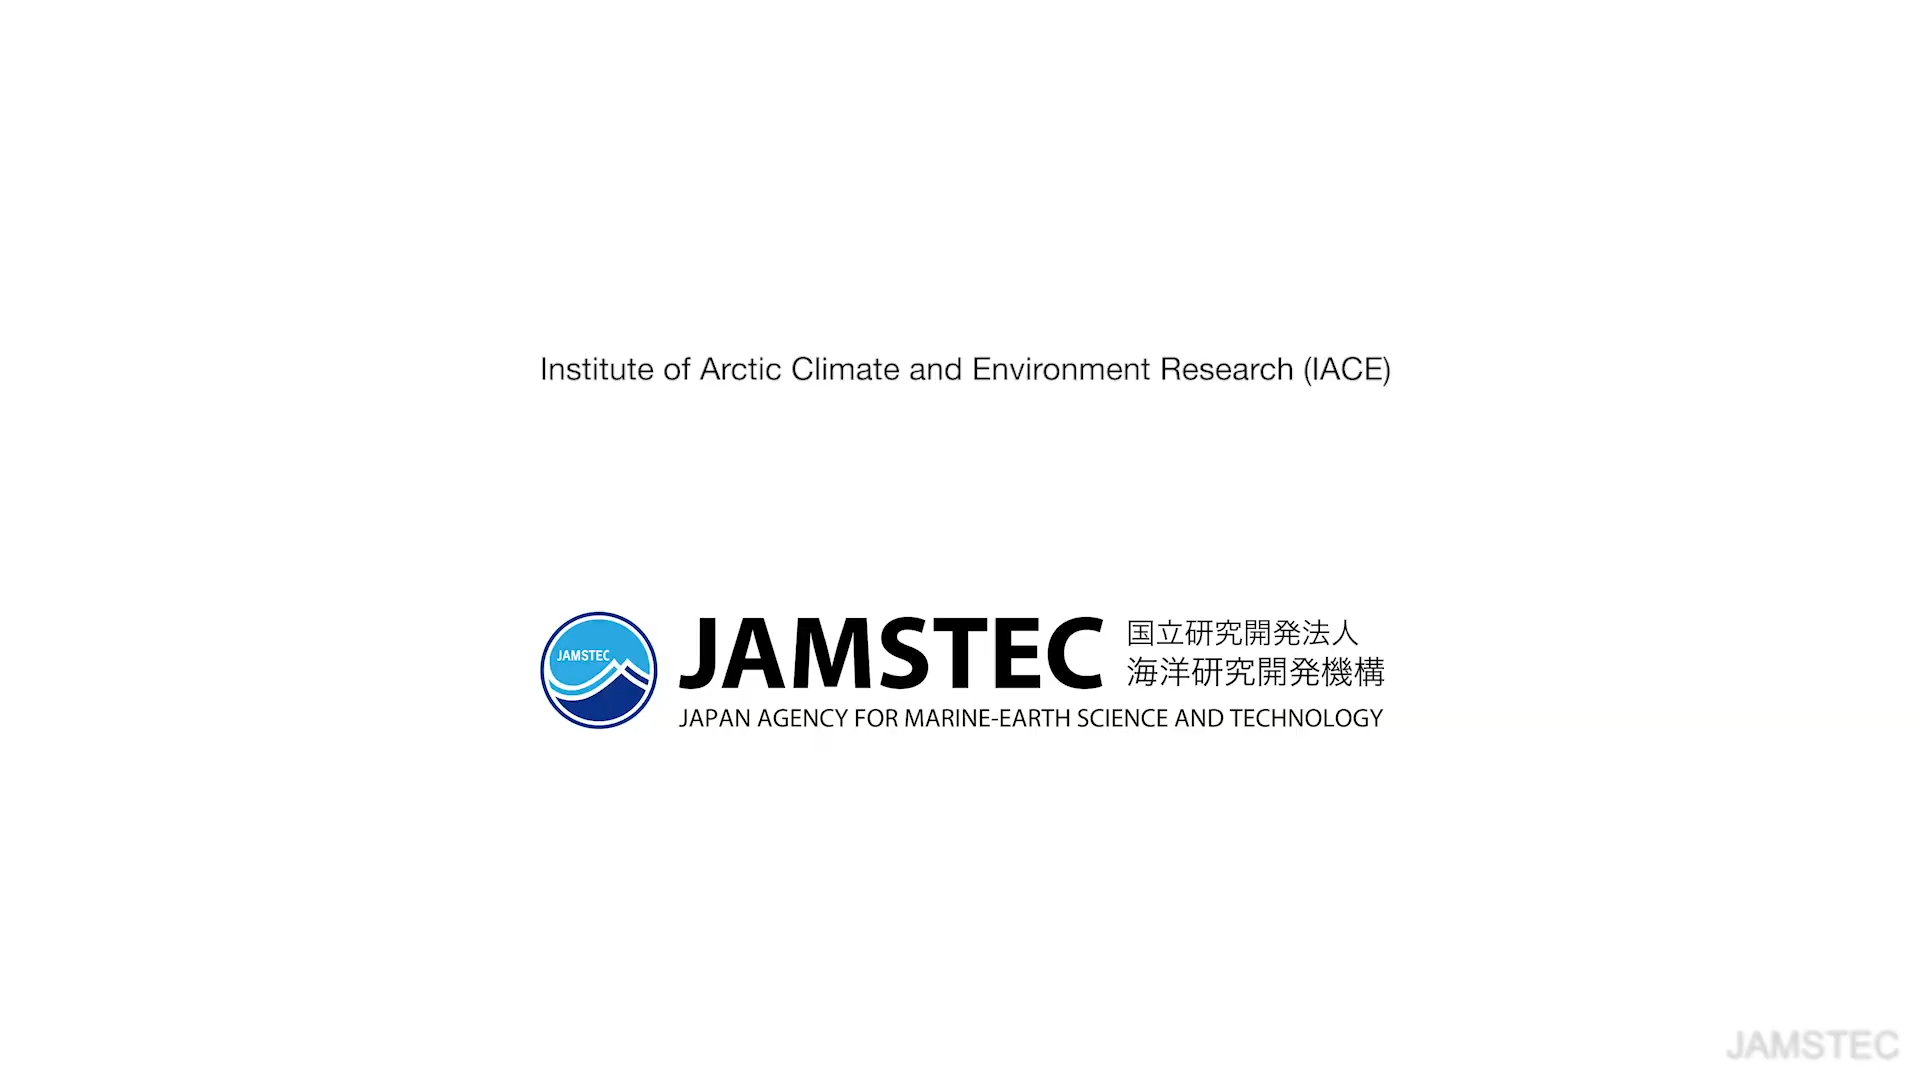 Institute of Arctic Climate and Environment Research (IACE)
JAMSTEC
JAMSTEC
国立研究開発法人
海洋研究開発機構
JAPAN AGENCY FOR MARINE-EARTH SCIENCE AND TECHNOLOGY
JAMSTEC